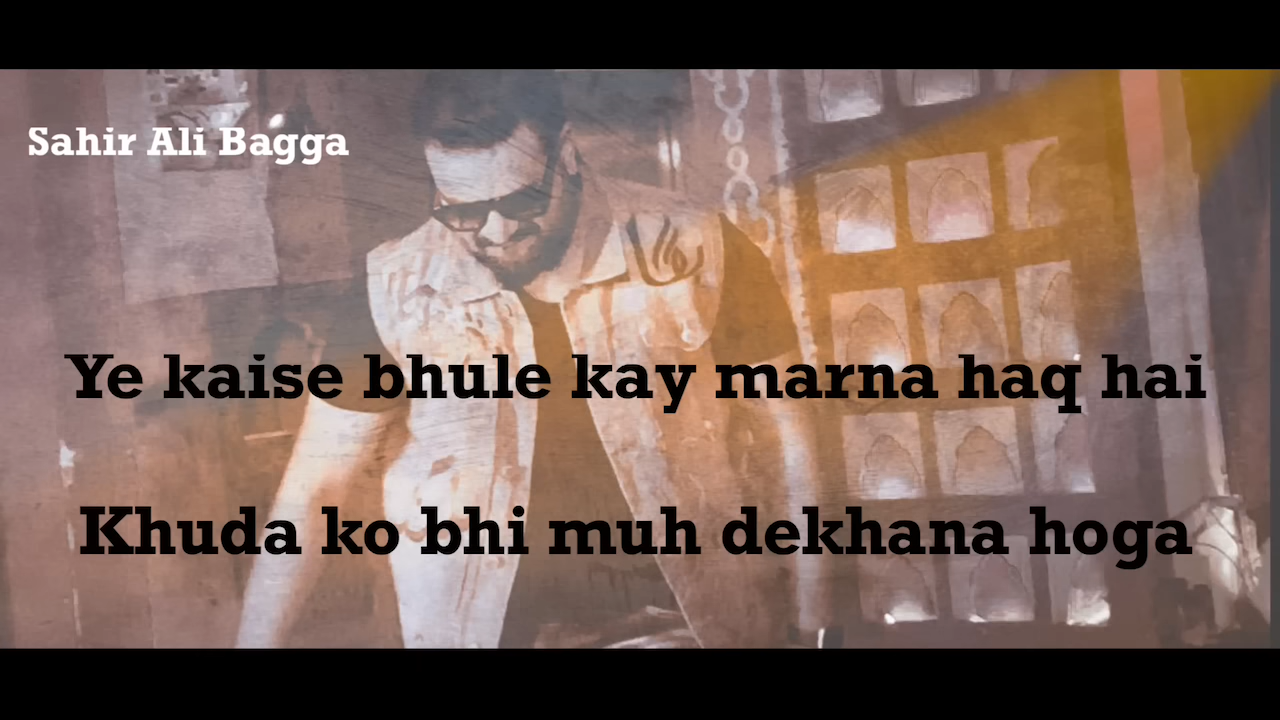 Sahir Ali Bagga
Ye kaise bhule kay marna haq hai
Khuda ko bhi muh dekhana hoga